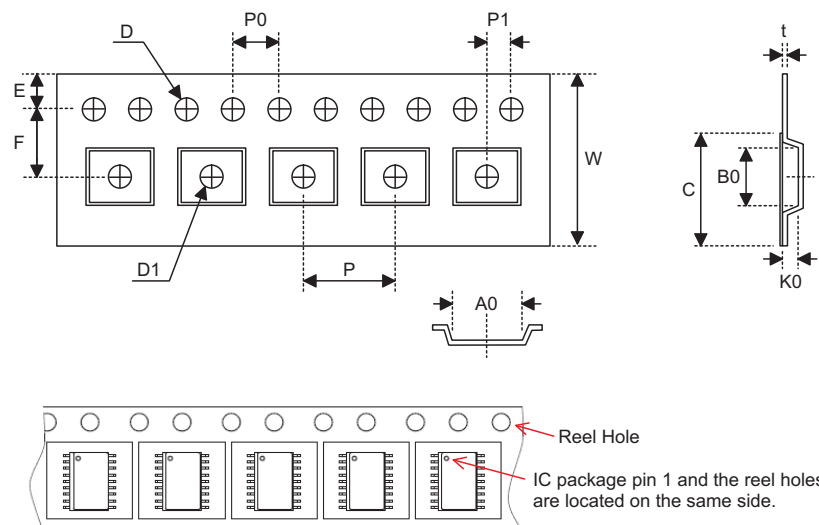 D
P0
P1
t
E
F
W
C
B0
D1
P
K0
A0
Reel Hole
IC package pin 1 and the reel holes
are located on the same side.